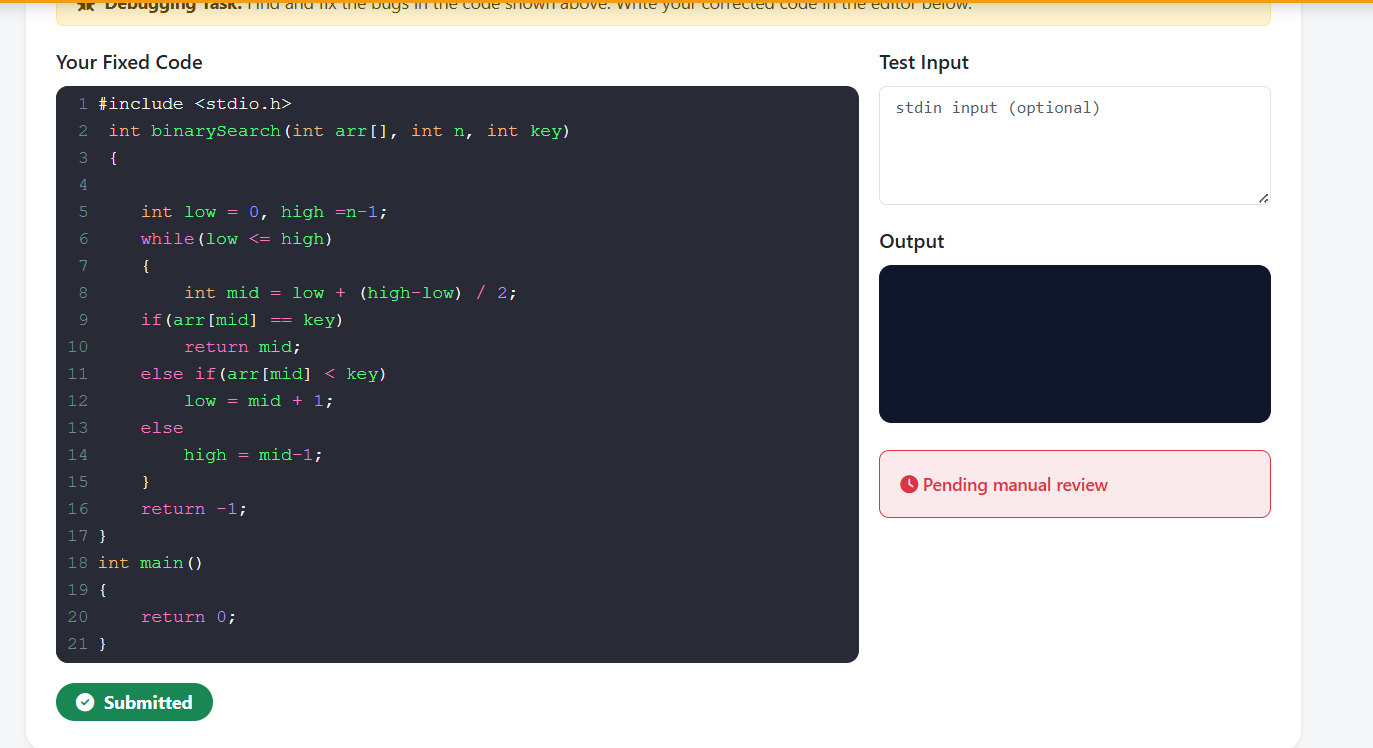 Debugging Task: Find and fix the bugs in the code shown above. Write your corrected code in the editor below.
Your Fixed Code
1 #include <stdio.h>
2  int binarySearch(int arr[], int n, int key)
3  {
4
5     int low = 0, high =n-1;
6     while(low <= high)
7     {
8         int mid = low + (high-low) / 2;
9     if(arr[mid] == key)
10         return mid;
11     else if(arr[mid] < key)
12         low = mid + 1;
13     else
14         high = mid-1;
15     }
16     return -1;
17 }
18 int main()
19 {
20     return 0;
21 }
Submitted
Test Input
stdin input (optional)
Output
Pending manual review